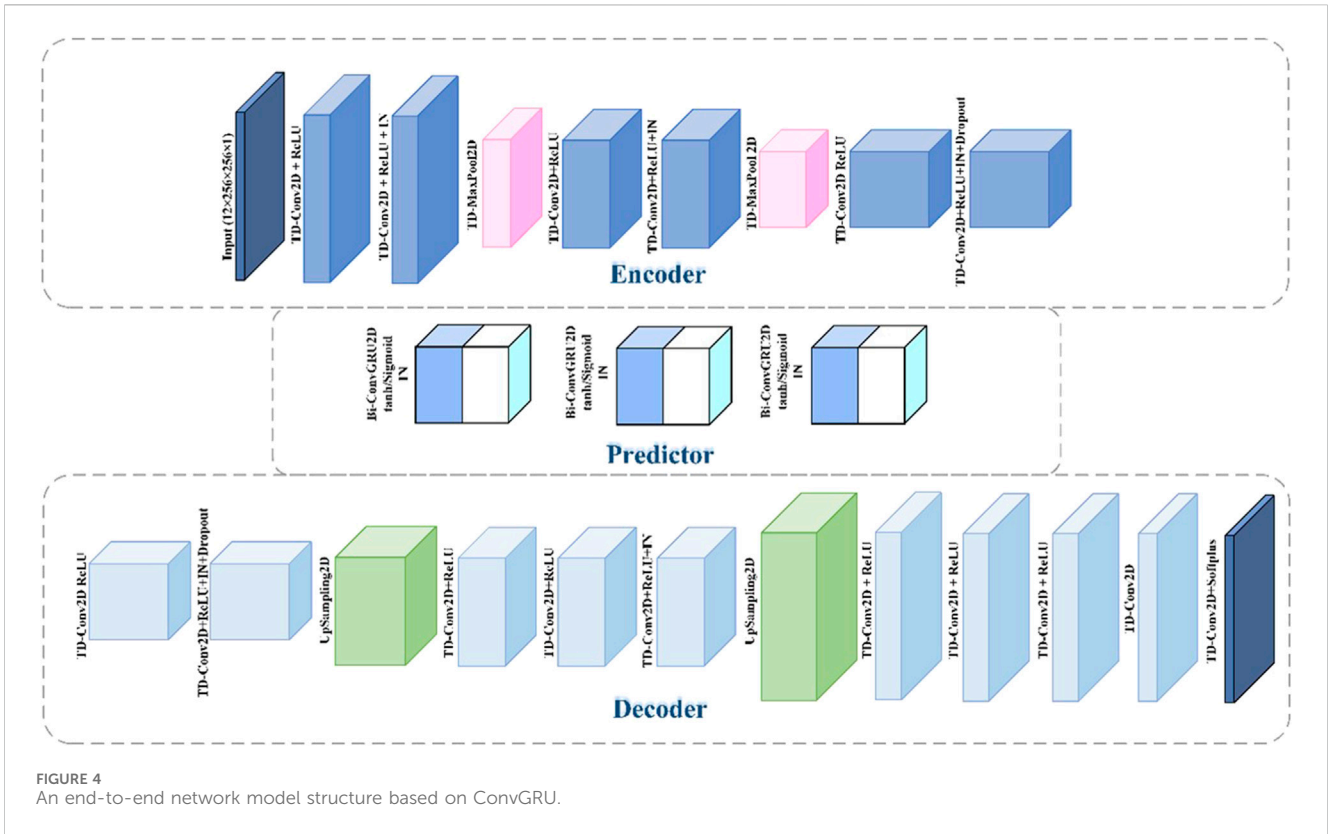 Input (12×256×256×1)
TD-Conv2D + ReLU
TD-Conv2D + ReLU + IN
TD-MaxPool2D
TD-Conv2D+ReLU
TD-Conv2D+ReLU+IN
TD-MaxPool 2D
TD-Conv2D ReLU
TD-Conv2D+ReLU+IN+Dropout
Encoder
Bi-ConvGRU2D
tanh/Sigmoid
IN
Bi-ConvGRU2D
tanh/Sigmoid
IN
Bi-ConvGRU2D
tanh/Sigmoid
IN
Predictor
TD-Conv2D ReLU
TD-Conv2D+ReLU+IN+Dropout
UpSampling2D
TD-Conv2D+ReLU
TD-Conv2D+ReLU
TD-Conv2D+ReLU+IN
UpSampling2D
TD-Conv2D + ReLU
TD-Conv2D + ReLU
TD-Conv2D + ReLU
TD-Conv2D
TD-Conv2D+Softplus
Decoder
FIGURE 4
An end-to-end network model structure based on ConvGRU.